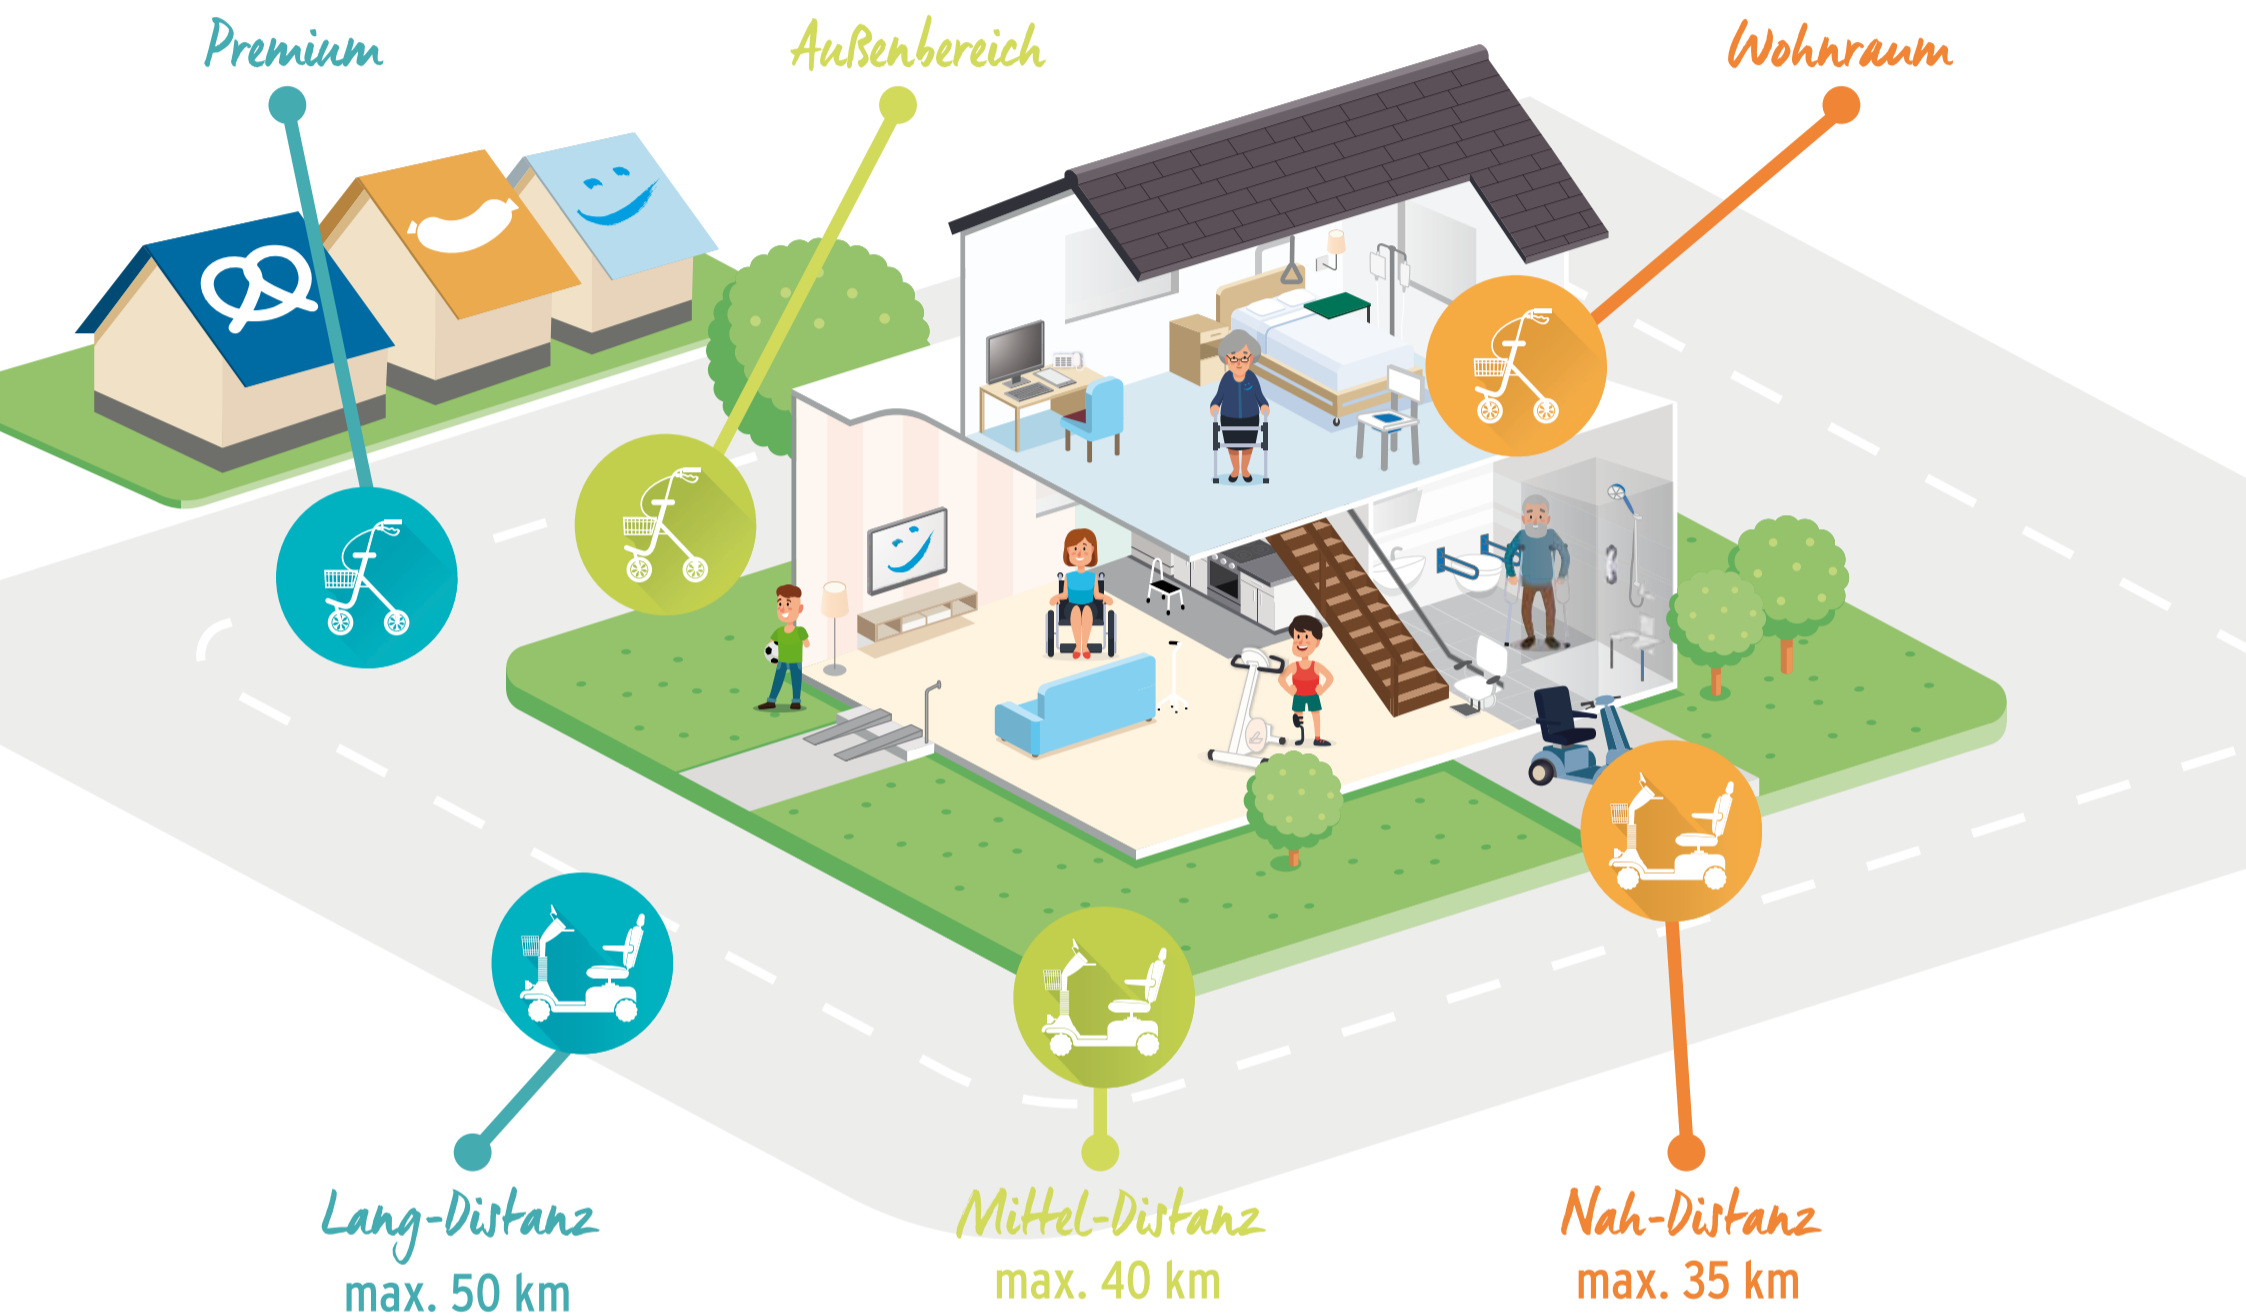 Premium
Außenbereich
Wohnraum
Lang-Distanz
max. 50 km
Mittel-Distanz
max. 40 km
Nah-Distanz
max. 35 km